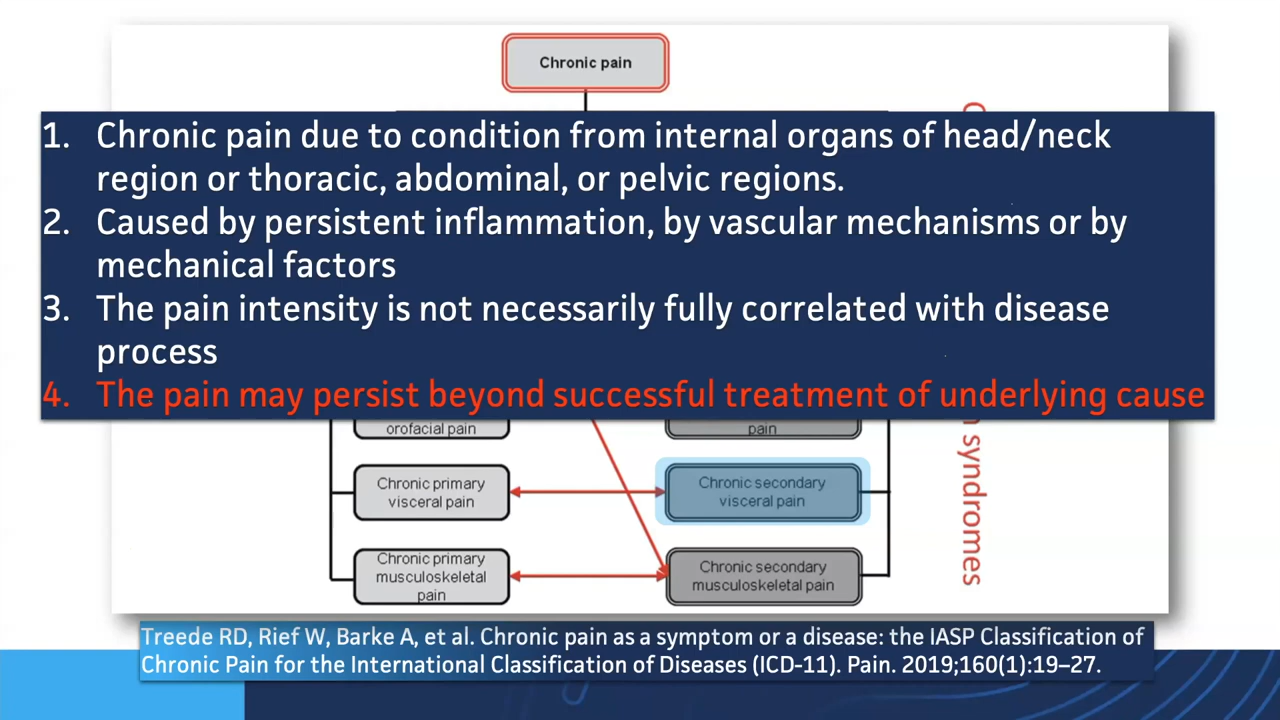 Chronic pain
1. Chronic pain due to condition from internal organs of head/neck
region or thoracic, abdominal, or pelvic regions.
2. Caused by persistent inflammation, by vascular mechanisms or by
mechanical factors
3. The pain intensity is not necessarily fully correlated with disease
process
4. The pain may persist beyond successful treatment of underlying cause
orofacial pain
pain
Chronic primary
visceral pain
Chronic secondary
visceral pain
Chronic primary
musculoskeletal
pain
Chronic secondary
musculoskeletal pain
syndromes
Treede RD, Rief W, Barke A, et al. Chronic pain as a symptom or a disease: the IASP Classification of
Chronic Pain for the International Classification of Diseases (ICD-11). Pain. 2019;160(1):19–27.